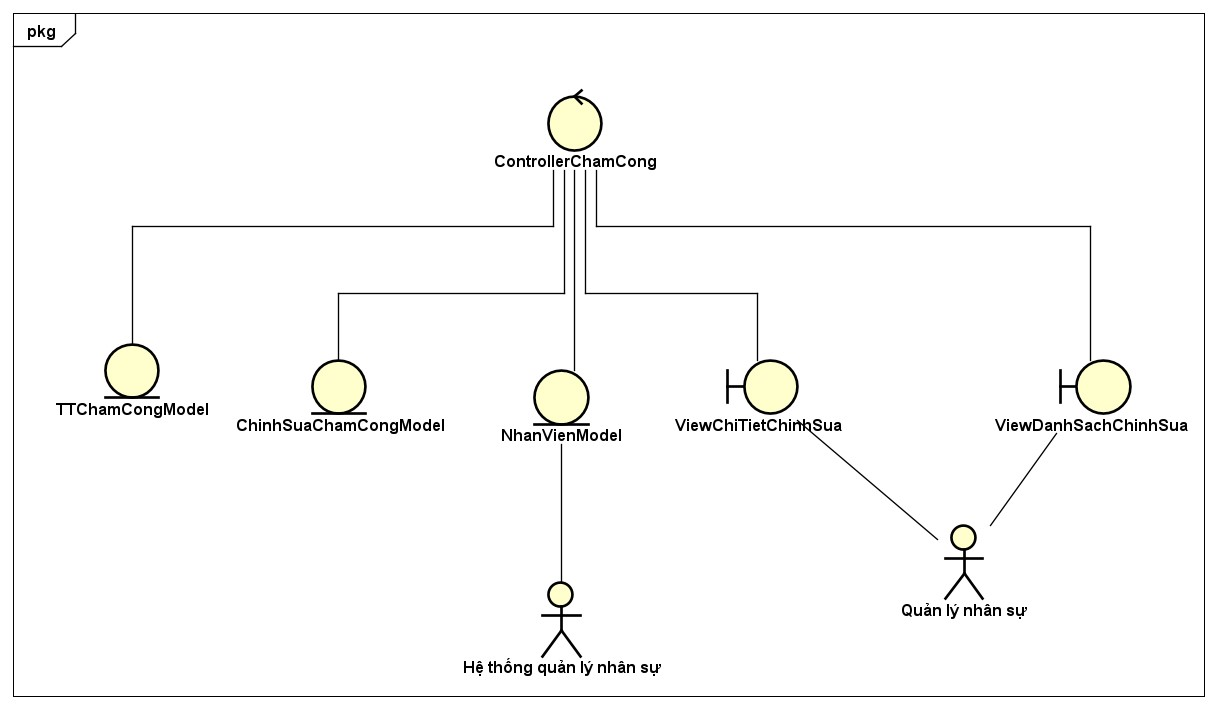 pkg
ControllerChamCong
TTChamCongModel
ChinhSuaChamCongModel
NhanVienModel
ViewChiTietChinhSua
ViewDanhSachChinhSua
Quản lý nhân sự
Hệ thống quản lý nhân sự